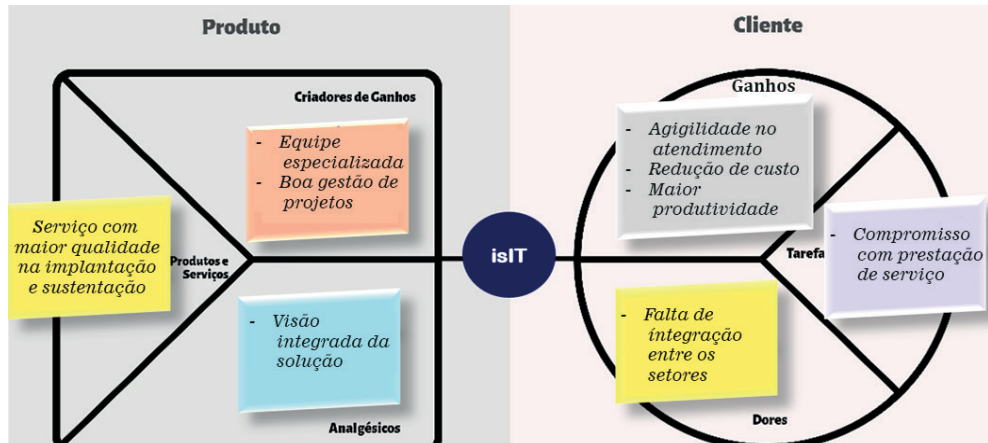 Produto
Criadores de Ganhos
- Equipe
especializada
- Boa gestão de
projetos
Serviço com
maior qualidade
na implantação
e sustentação
Produtos e
Serviços
- Visão
integrada da
solução
Analgésicos
isIT
Cliente
Ganhos
- Agigilidade no
atendimento
- Redução de custo
- Maior
produtividade
Tarefa
- Compromisso
com prestação
de serviço
- Falta de
íntegração
entre os
setores
Dores